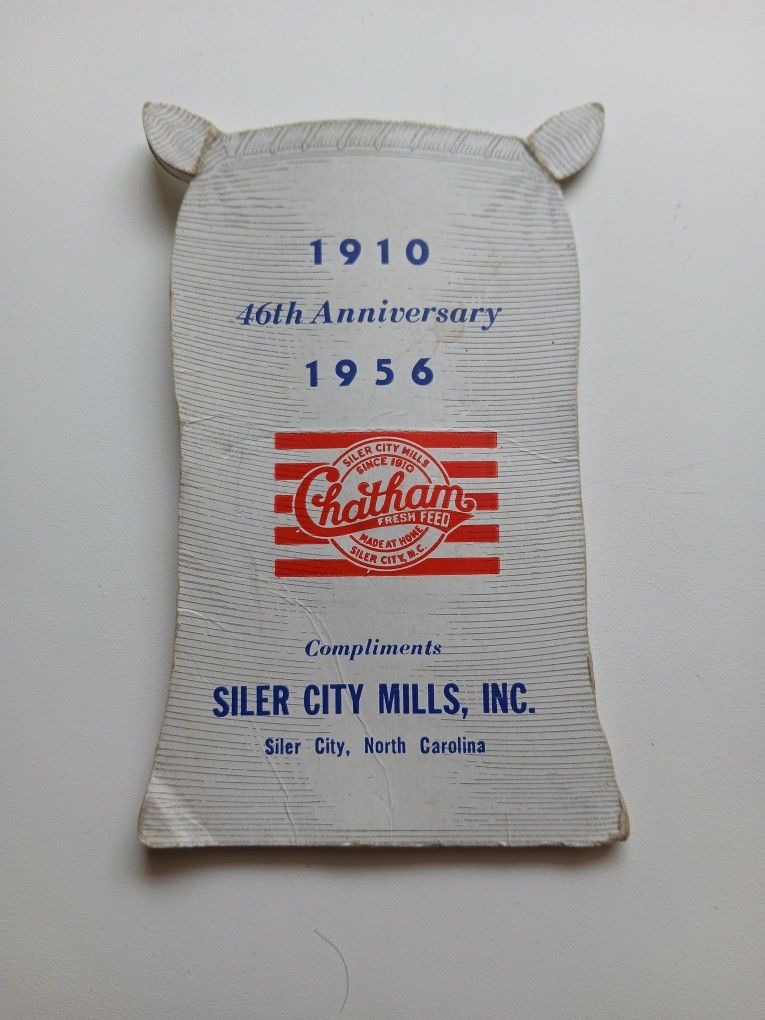 1910
46th Anniversary
1956
SILER CITY MILLS
SINCE 1910
Chatham
FRESH FEED
MADE AT HOME
SILER CITY, N.C.
Compliments
SILER CITY MILLS, INC.
Siler City, North Carolina